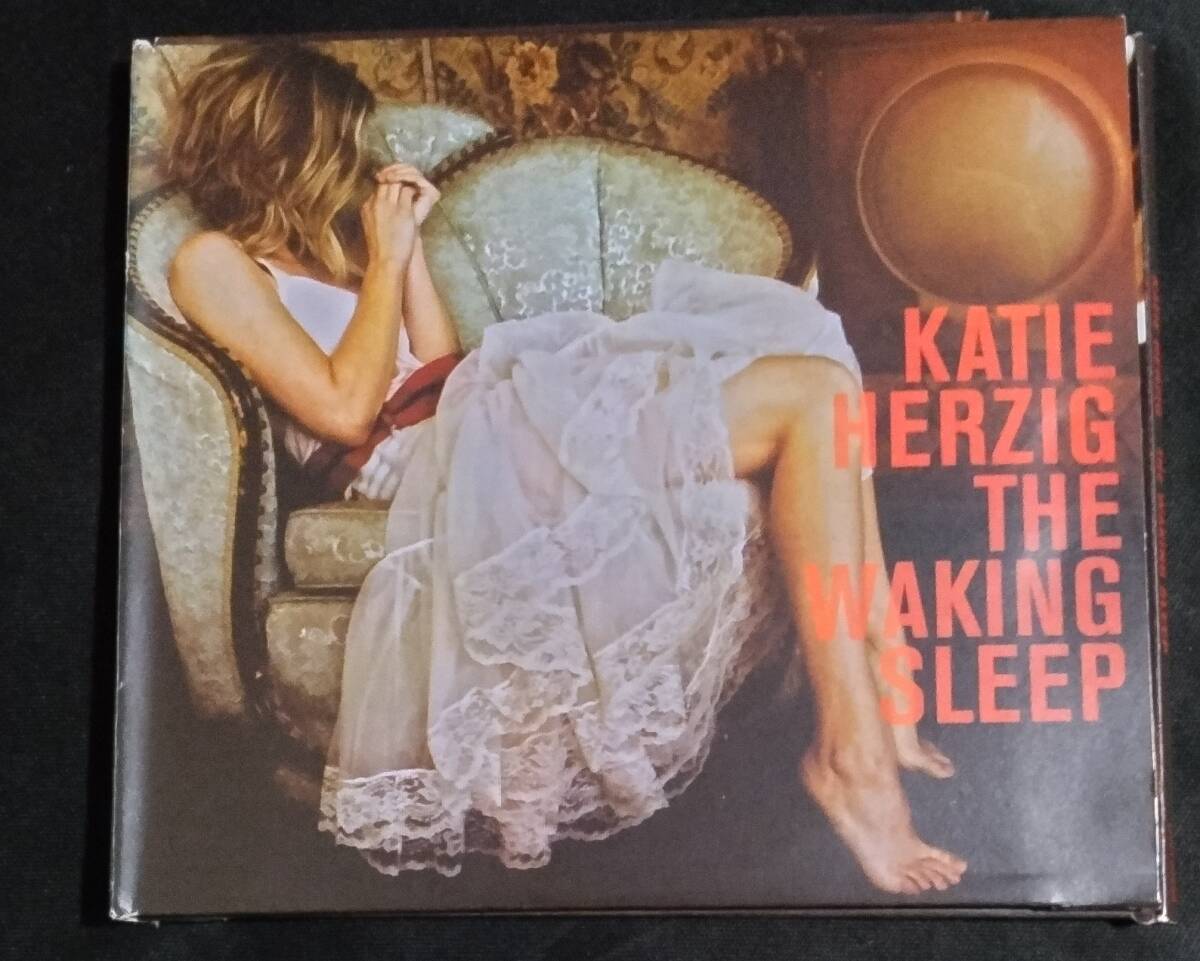 KATIE
HERZIG
THE
WAKING
SLEEP